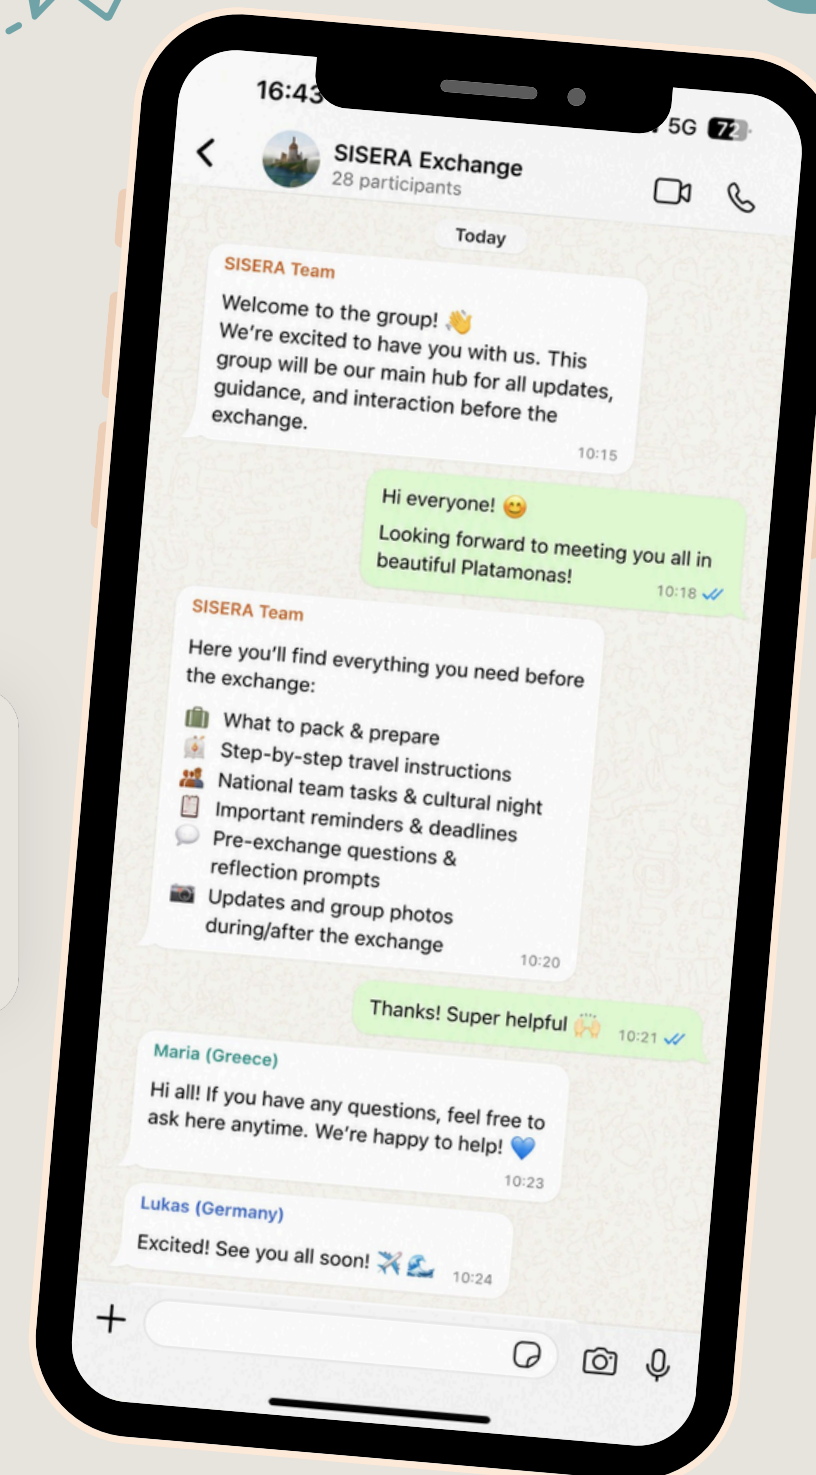 16:43
5G 72
SISERA Exchange
28 participants
Today
SISERA Team
Welcome to the group! 👋
We're excited to have you with us. This
group will be our main hub for all updates,
guidance, and interaction before the
exchange.
10:15
Hi everyone! 😊
Looking forward to meeting you all in
beautiful Platamonas!
10:18
SISERA Team
Here you'll find everything you need before
the exchange:
🧳 What to pack & prepare
Step-by-step travel instructions
👥 National team tasks & cultural night
📋 Important reminders & deadlines
💬 Pre-exchange questions &
reflection prompts
📷 Updates and group photos
during/after the exchange
10:20
Thanks! Super helpful 🙌🏻 10:21
Maria (Greece)
Hi all! If you have any questions, feel free to
ask here anytime. We're happy to help! 💙
10:23
Lukas (Germany)
Excited! See you all soon! ✈️ 🌊 10:24